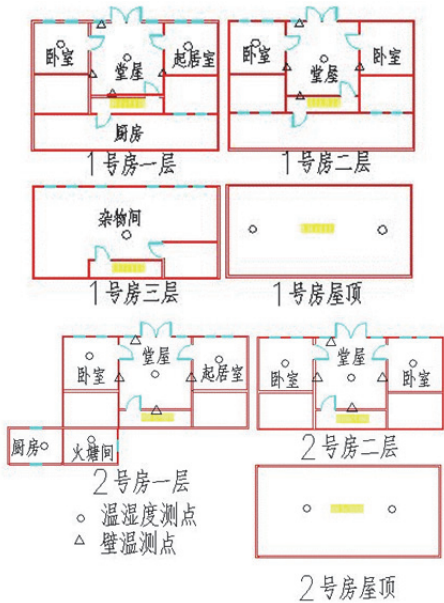 卧室 堂屋 起居室
厨房
1号房一层
卧室 堂屋 卧室
1号房二层
杂物间
1号房三层
1号房屋顶
堂屋
卧室 起居室
厨房 火塘间
2号房一层
堂屋
卧室 卧室
2号房二层
○ 温湿度测点
△ 壁温测点
2号房屋顶